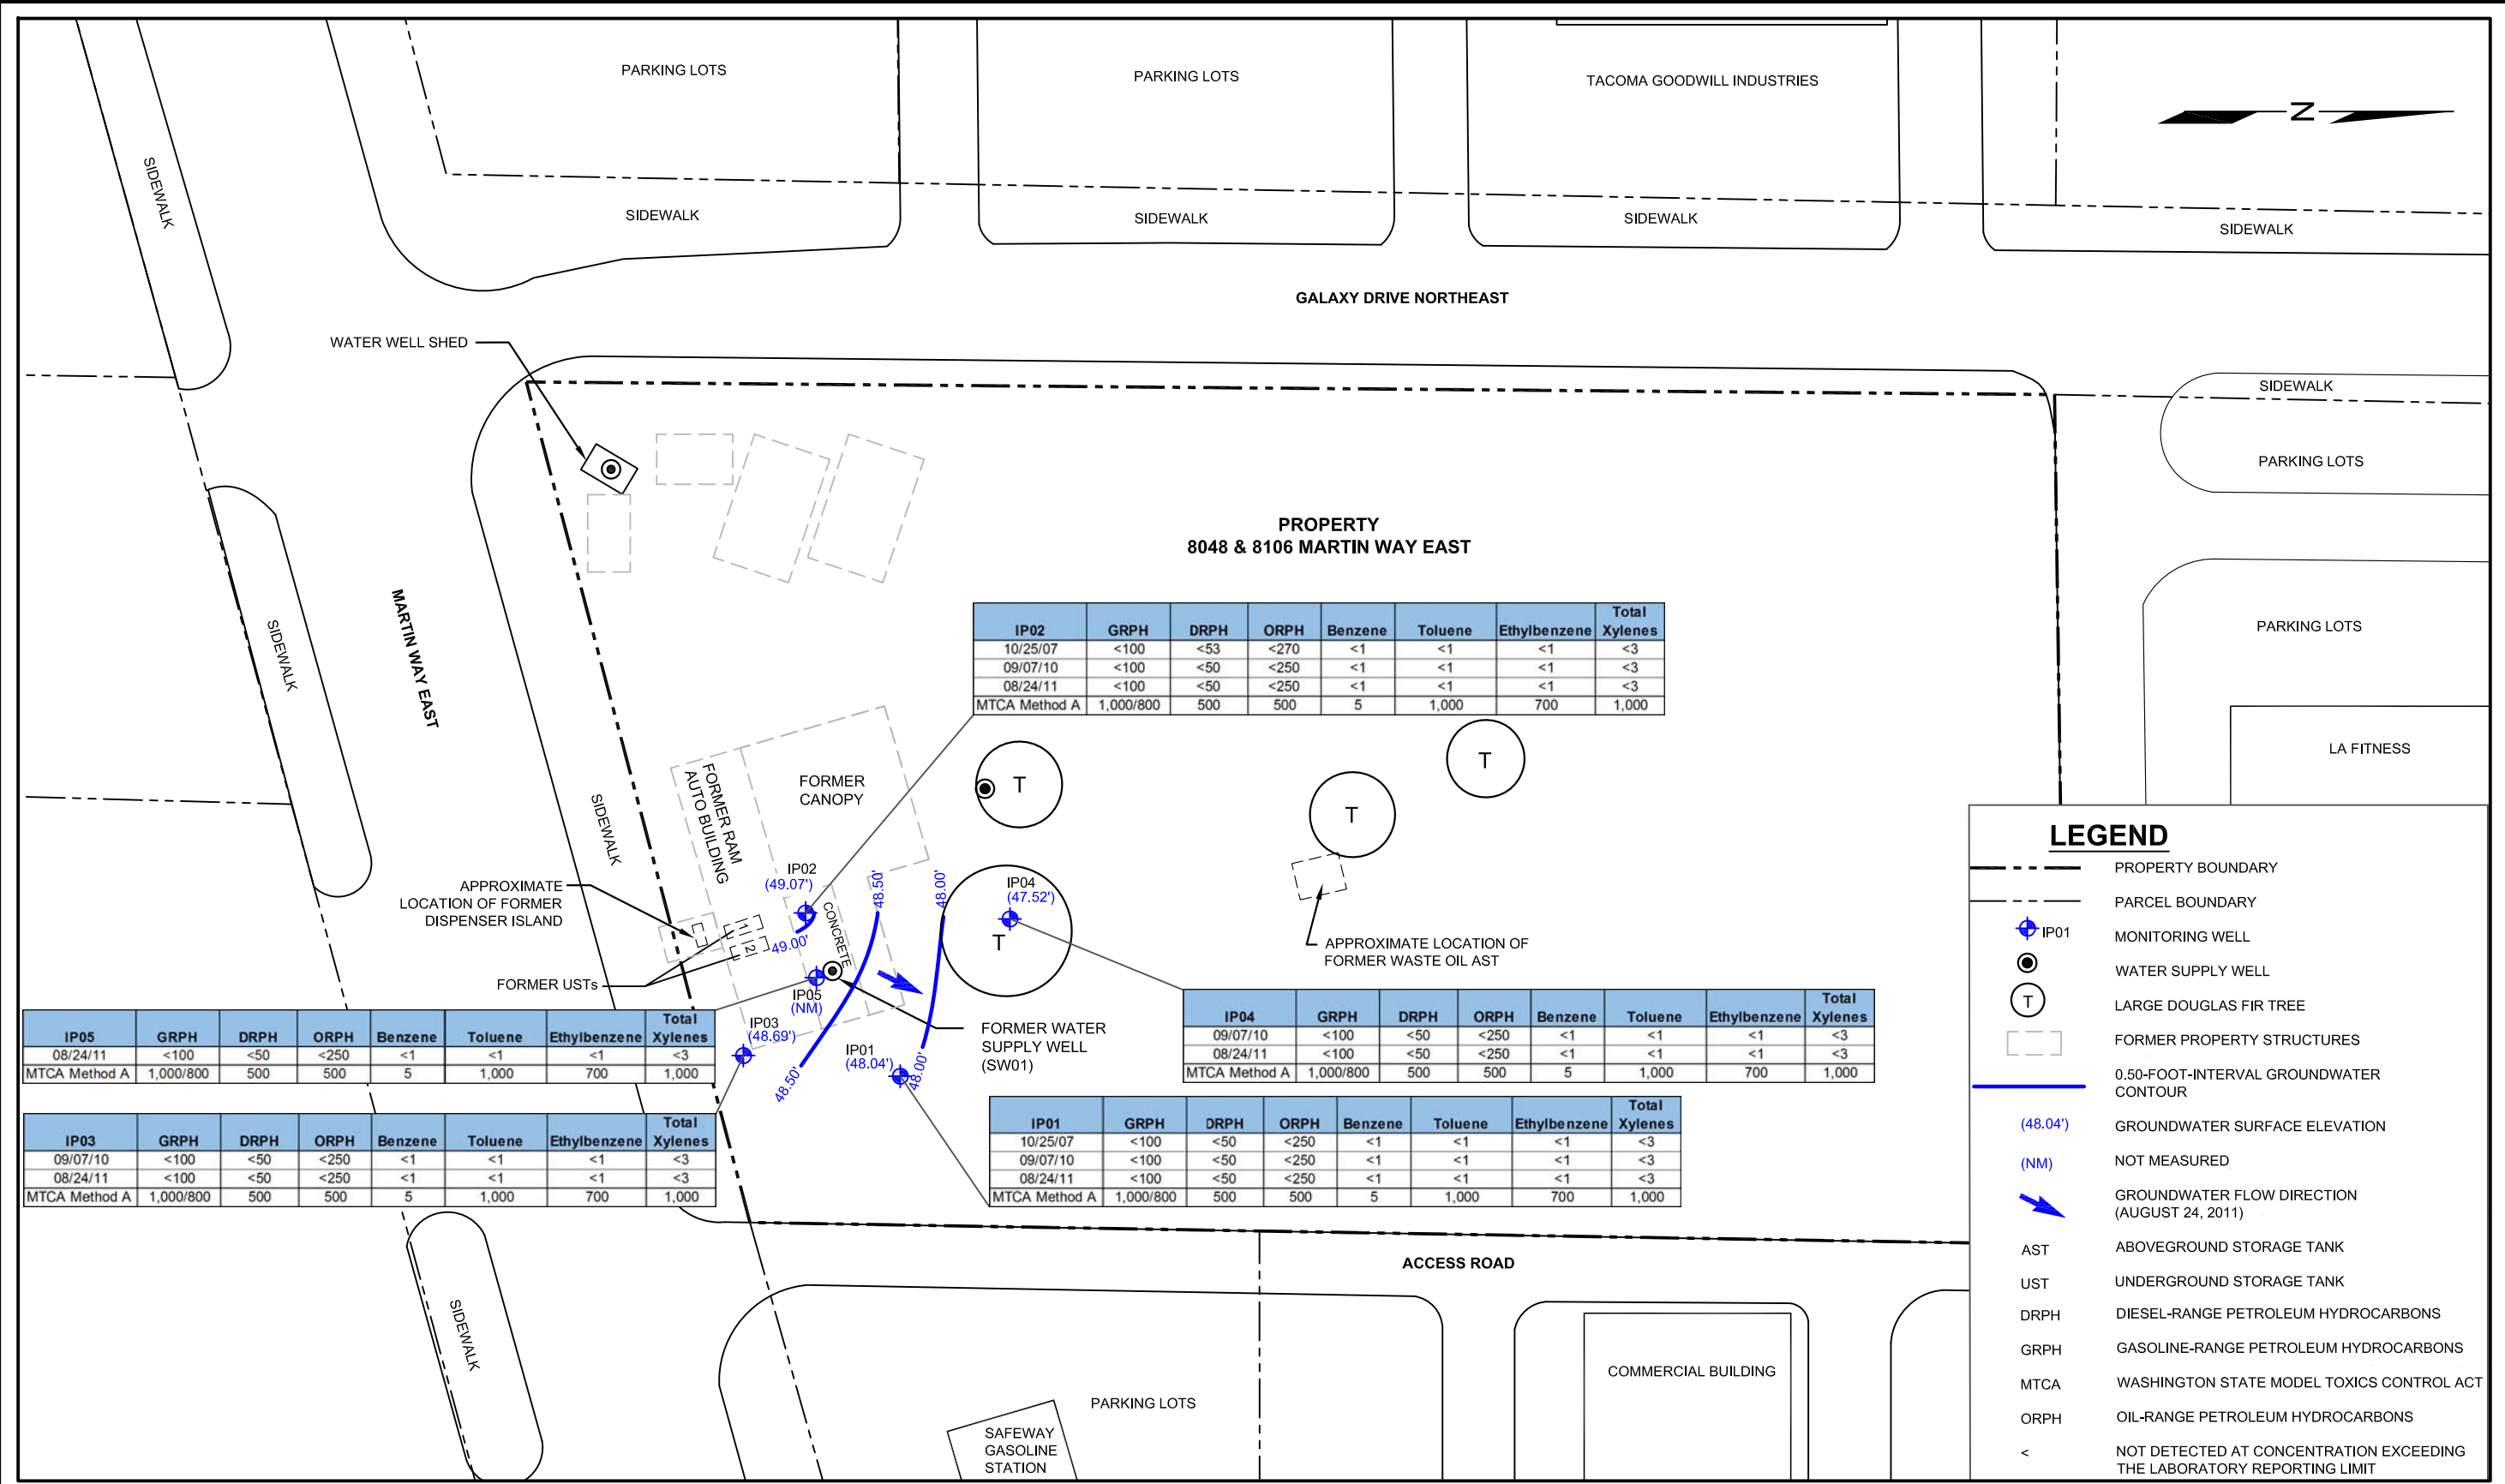 PARKING LOTS
PARKING LOTS
TACOMA GOODWILL INDUSTRIES
N
SIDEWALK
SIDEWALK
SIDEWALK
SIDEWALK
SIDEWALK
GALAXY DRIVE NORTHEAST
WATER WELL SHED
SIDEWALK
PARKING LOTS
PROPERTY
8048 & 8106 MARTIN WAY EAST
MARTIN WAY EAST
SIDEWALK
PARKING LOTS
IP02 GRPH DRPH ORPH Benzene Toluene Ethylbenzene Total Xylenes
10/25/07 <100 <53 <270 <1 <1 <1 <3
09/07/10 <100 <50 <250 <1 <1 <1 <3
08/24/11 <100 <50 <250 <1 <1 <1 <3
MTCA Method A 1,000/800 500 500 5 1,000 700 1,000
LA FITNESS
T
T
T
T
FORMER RAM
AUTO BUILDING
FORMER
CANOPY
SIDEWALK
APPROXIMATE
LOCATION OF FORMER
DISPENSER ISLAND
IP02
(49.07')
48.50'
48.00'
IP04
(47.52')
CONCRETE
1
2
49.00'
FORMER USTs
IP05
(NM)
IP03
(48.69')
IP01
(48.04')
48.50'
48.00'
FORMER WATER
SUPPLY WELL
(SW01)
APPROXIMATE LOCATION OF
FORMER WASTE OIL AST
IP05 GRPH DRPH ORPH Benzene Toluene Ethylbenzene Total Xylenes
08/24/11 <100 <50 <250 <1 <1 <1 <3
MTCA Method A 1,000/800 500 500 5 1,000 700 1,000
IP04 GRPH DRPH ORPH Benzene Toluene Ethylbenzene Total Xylenes
09/07/10 <100 <50 <250 <1 <1 <1 <3
08/24/11 <100 <50 <250 <1 <1 <1 <3
MTCA Method A 1,000/800 500 500 5 1,000 700 1,000
IP03 GRPH DRPH ORPH Benzene Toluene Ethylbenzene Total Xylenes
09/07/10 <100 <50 <250 <1 <1 <1 <3
08/24/11 <100 <50 <250 <1 <1 <1 <3
MTCA Method A 1,000/800 500 500 5 1,000 700 1,000
IP01 GRPH DRPH ORPH Benzene Toluene Ethylbenzene Total Xylenes
10/25/07 <100 <50 <250 <1 <1 <1 <3
09/07/10 <100 <50 <250 <1 <1 <1 <3
08/24/11 <100 <50 <250 <1 <1 <1 <3
MTCA Method A 1,000/800 500 500 5 1,000 700 1,000
ACCESS ROAD
SIDEWALK
PARKING LOTS
COMMERCIAL BUILDING
SAFEWAY
GASOLINE
STATION
LEGEND
PROPERTY BOUNDARY
PARCEL BOUNDARY
IP01 MONITORING WELL
WATER SUPPLY WELL
T LARGE DOUGLAS FIR TREE
FORMER PROPERTY STRUCTURES
0.50-FOOT-INTERVAL GROUNDWATER
CONTOUR
(48.04') GROUNDWATER SURFACE ELEVATION
(NM) NOT MEASURED
GROUNDWATER FLOW DIRECTION
(AUGUST 24, 2011)
AST ABOVEGROUND STORAGE TANK
UST UNDERGROUND STORAGE TANK
DRPH DIESEL-RANGE PETROLEUM HYDROCARBONS
GRPH GASOLINE-RANGE PETROLEUM HYDROCARBONS
MTCA WASHINGTON STATE MODEL TOXICS CONTROL ACT
ORPH OIL-RANGE PETROLEUM HYDROCARBONS
< NOT DETECTED AT CONCENTRATION EXCEEDING
THE LABORATORY REPORTING LIMIT